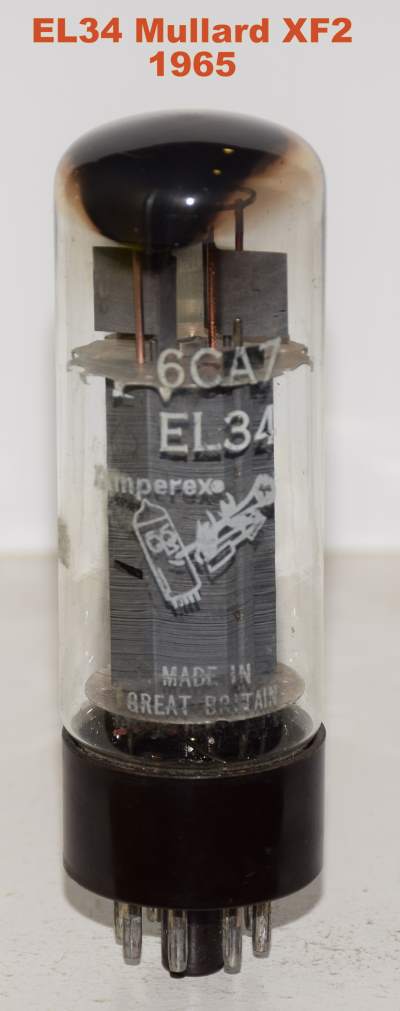 EL34 Mullard XF2
1965
6CA7
EL34
Amperex®
MADE IN
GREAT BRITAIN